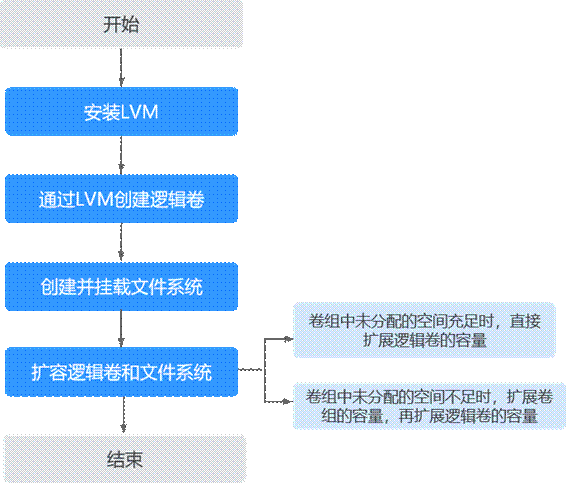 开始
安装LVM
通过LVM创建逻辑卷
创建并挂载文件系统
卷组中未分配的空间充足时，直接
扩展逻辑卷的容量
扩容逻辑卷和文件系统
卷组中未分配的空间不足时，扩展卷
组的容量，再扩展逻辑卷的容量
结束